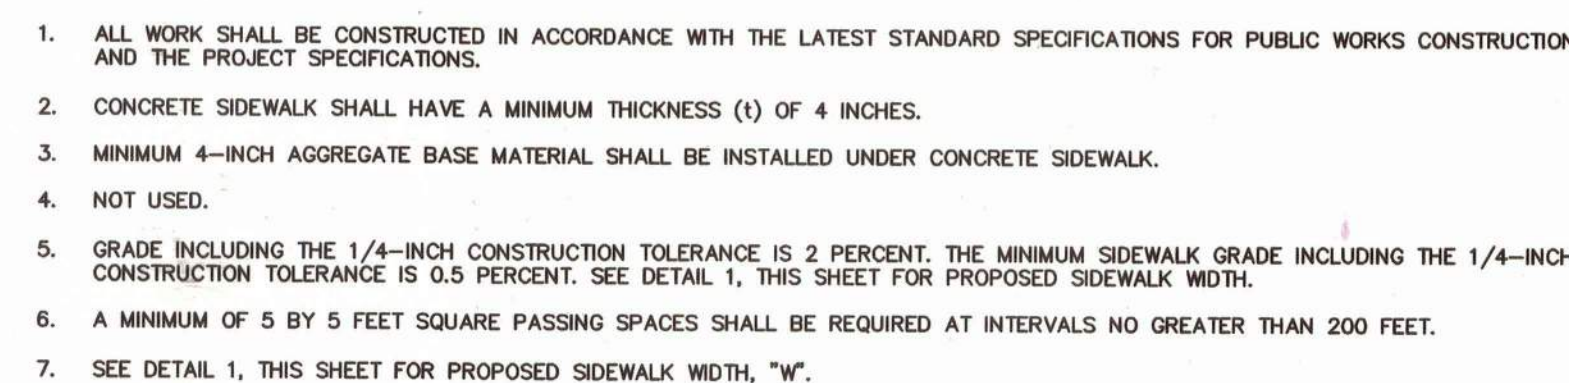 1. ALL WORK SHALL BE CONSTRUCTED IN ACCORDANCE WITH THE LATEST STANDARD SPECIFICATIONS FOR PUBLIC WORKS CONSTRUCTION
AND THE PROJECT SPECIFICATIONS.
2. CONCRETE SIDEWALK SHALL HAVE A MINIMUM THICKNESS (t) OF 4 INCHES.
3. MINIMUM 4-INCH AGGREGATE BASE MATERIAL SHALL BE INSTALLED UNDER CONCRETE SIDEWALK.
4. NOT USED.
5. GRADE INCLUDING THE 1/4-INCH CONSTRUCTION TOLERANCE IS 2 PERCENT. THE MINIMUM SIDEWALK GRADE INCLUDING THE 1/4-INCH
CONSTRUCTION TOLERANCE IS 0.5 PERCENT. SEE DETAIL 1, THIS SHEET FOR PROPOSED SIDEWALK WIDTH.
6. A MINIMUM OF 5 BY 5 FEET SQUARE PASSING SPACES SHALL BE REQUIRED AT INTERVALS NO GREATER THAN 200 FEET.
7. SEE DETAIL 1, THIS SHEET FOR PROPOSED SIDEWALK WIDTH, "W".